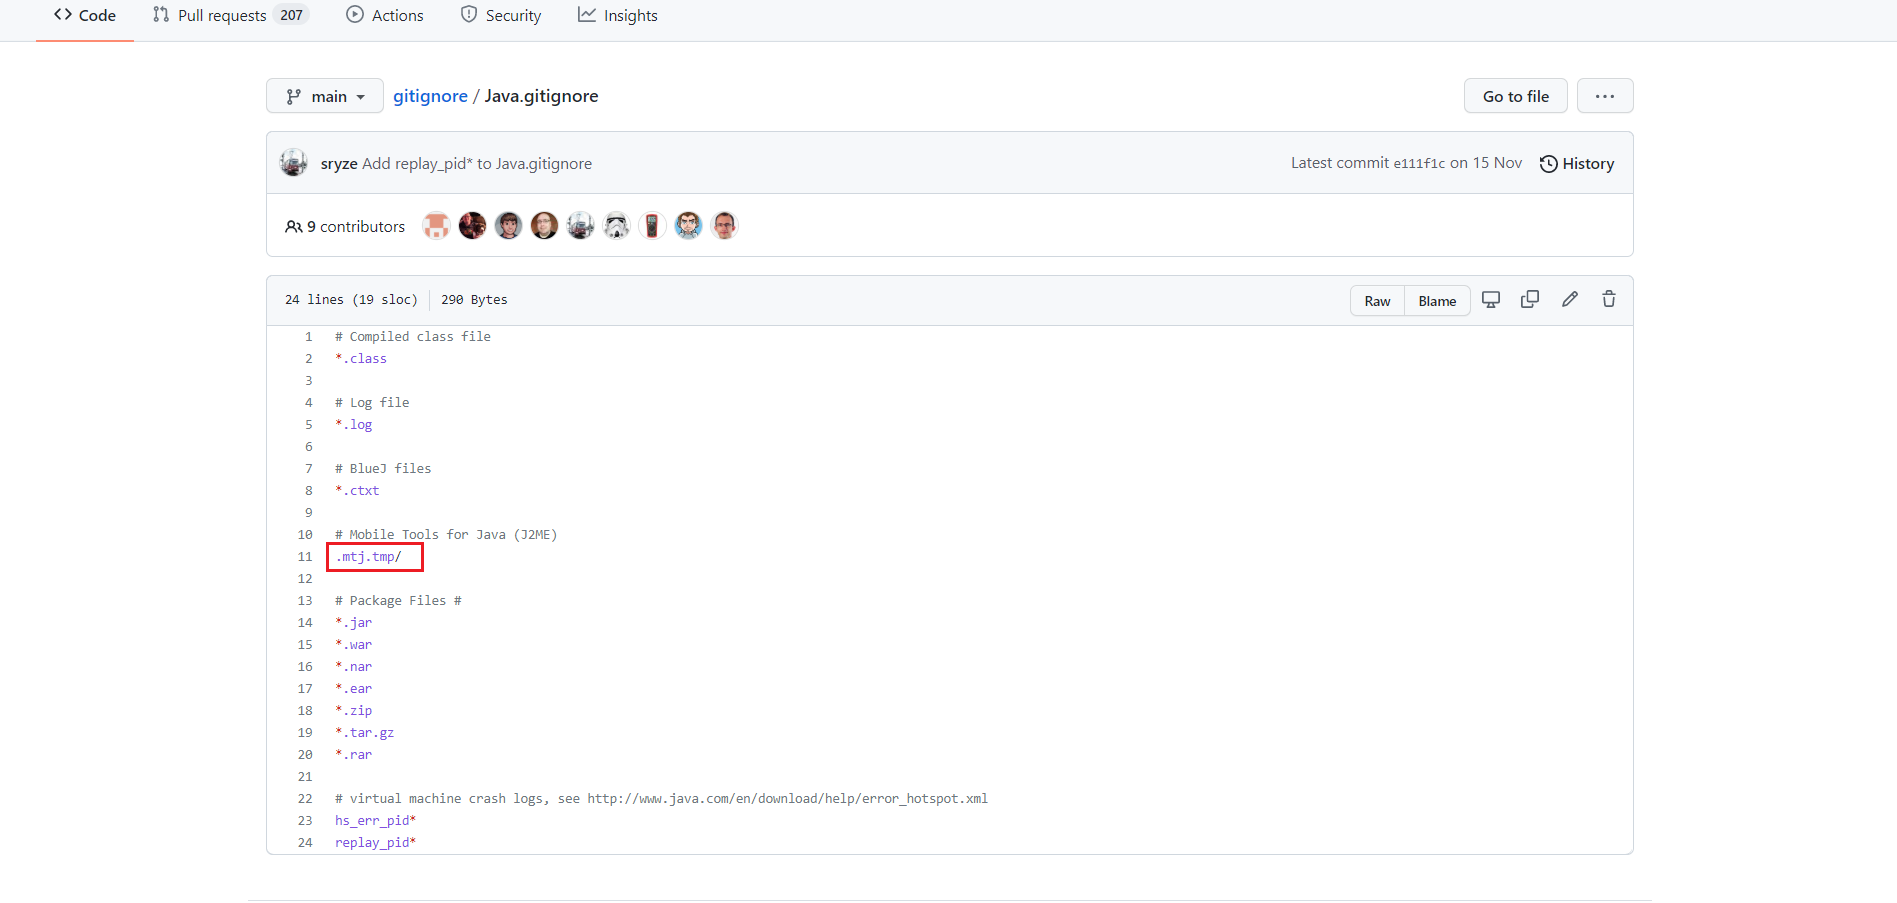 Code Pull requests 207 Actions Security Insights
main gitignore / Java.gitignore Go to file ...
sryze Add replay_pid* to Java.gitignore Latest commit e111f1c on 15 Nov History
9 contributors
24 lines (19 sloc) 290 Bytes Raw Blame
1 # Compiled class file
2 *.class
3
4 # Log file
5 *.log
6
7 # BlueJ files
8 *.ctxt
9
10 # Mobile Tools for Java (J2ME)
11 .mtj.tmp/
12
13 # Package Files #
14 *.jar
15 *.war
16 *.nar
17 *.ear
18 *.zip
19 *.tar.gz
20 *.rar
21
22 # virtual machine crash logs, see http://www.java.com/en/download/help/error_hotspot.xml
23 hs_err_pid*
24 replay_pid*